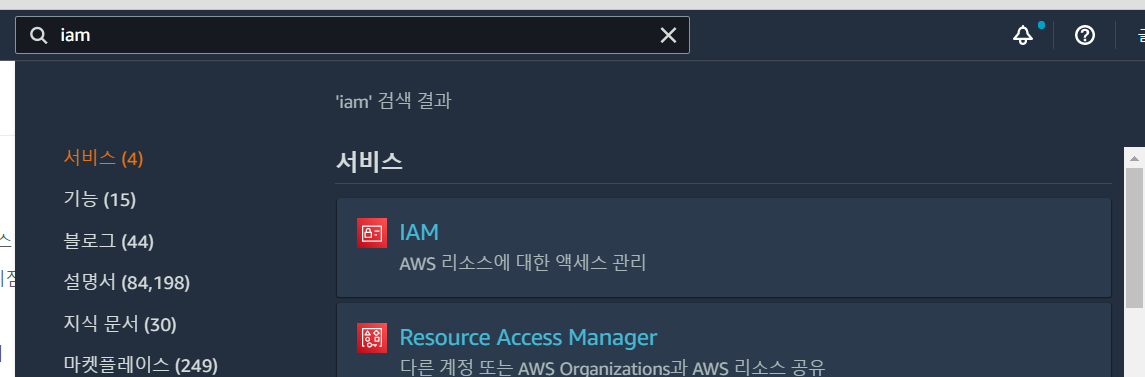 iam
'iam' 검색 결과
서비스 (4)
기능 (15)
블로그 (44)
설명서 (84,198)
지식 문서 (30)
마켓플레이스 (249)
서비스
IAM
AWS 리소스에 대한 액세스 관리
Resource Access Manager
다른 계정 또는 AWS Organizations과 AWS 리소스 공유